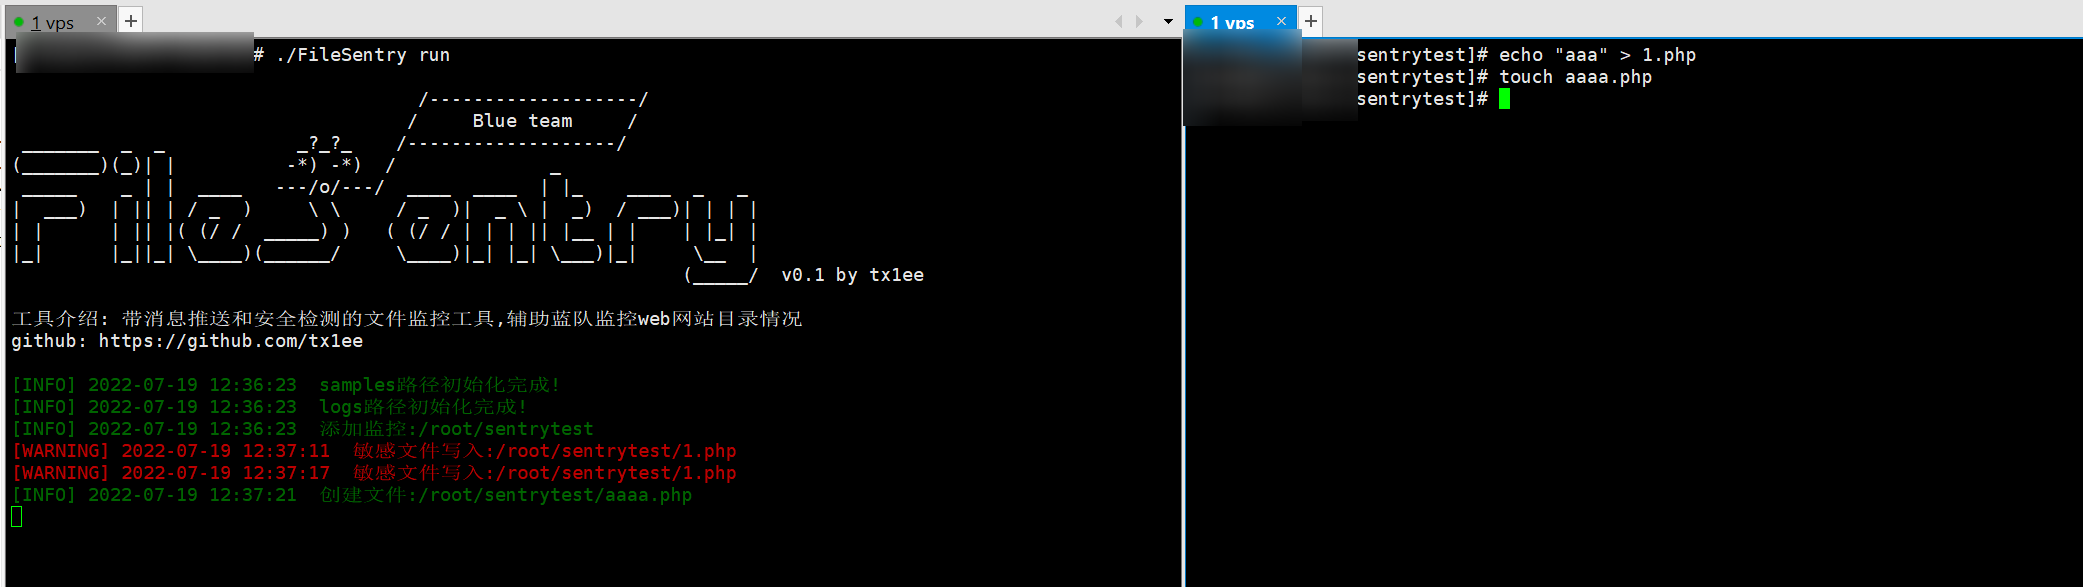 1 vps × +
# ./FileSentry run
/-------------------/
/     Blue team     /
_?_?_    /-------------------/
-*) -*)  /
---/o/---/
FileSentry
v0.1 by tx1ee
工具介绍: 带消息推送和安全检测的文件监控工具,辅助蓝队监控web网站目录情况
github: https://github.com/tx1ee
[INFO] 2022-07-19 12:36:23  samples路径初始化完成!
[INFO] 2022-07-19 12:36:23  logs路径初始化完成!
[INFO] 2022-07-19 12:36:23  添加监控:/root/sentrytest
[WARNING] 2022-07-19 12:37:11  敏感文件写入:/root/sentrytest/1.php
[WARNING] 2022-07-19 12:37:17  敏感文件写入:/root/sentrytest/1.php
[INFO] 2022-07-19 12:37:21  创建文件:/root/sentrytest/aaaa.php
1 vps × +
sentrytest]# echo "aaa" > 1.php
sentrytest]# touch aaaa.php
sentrytest]#